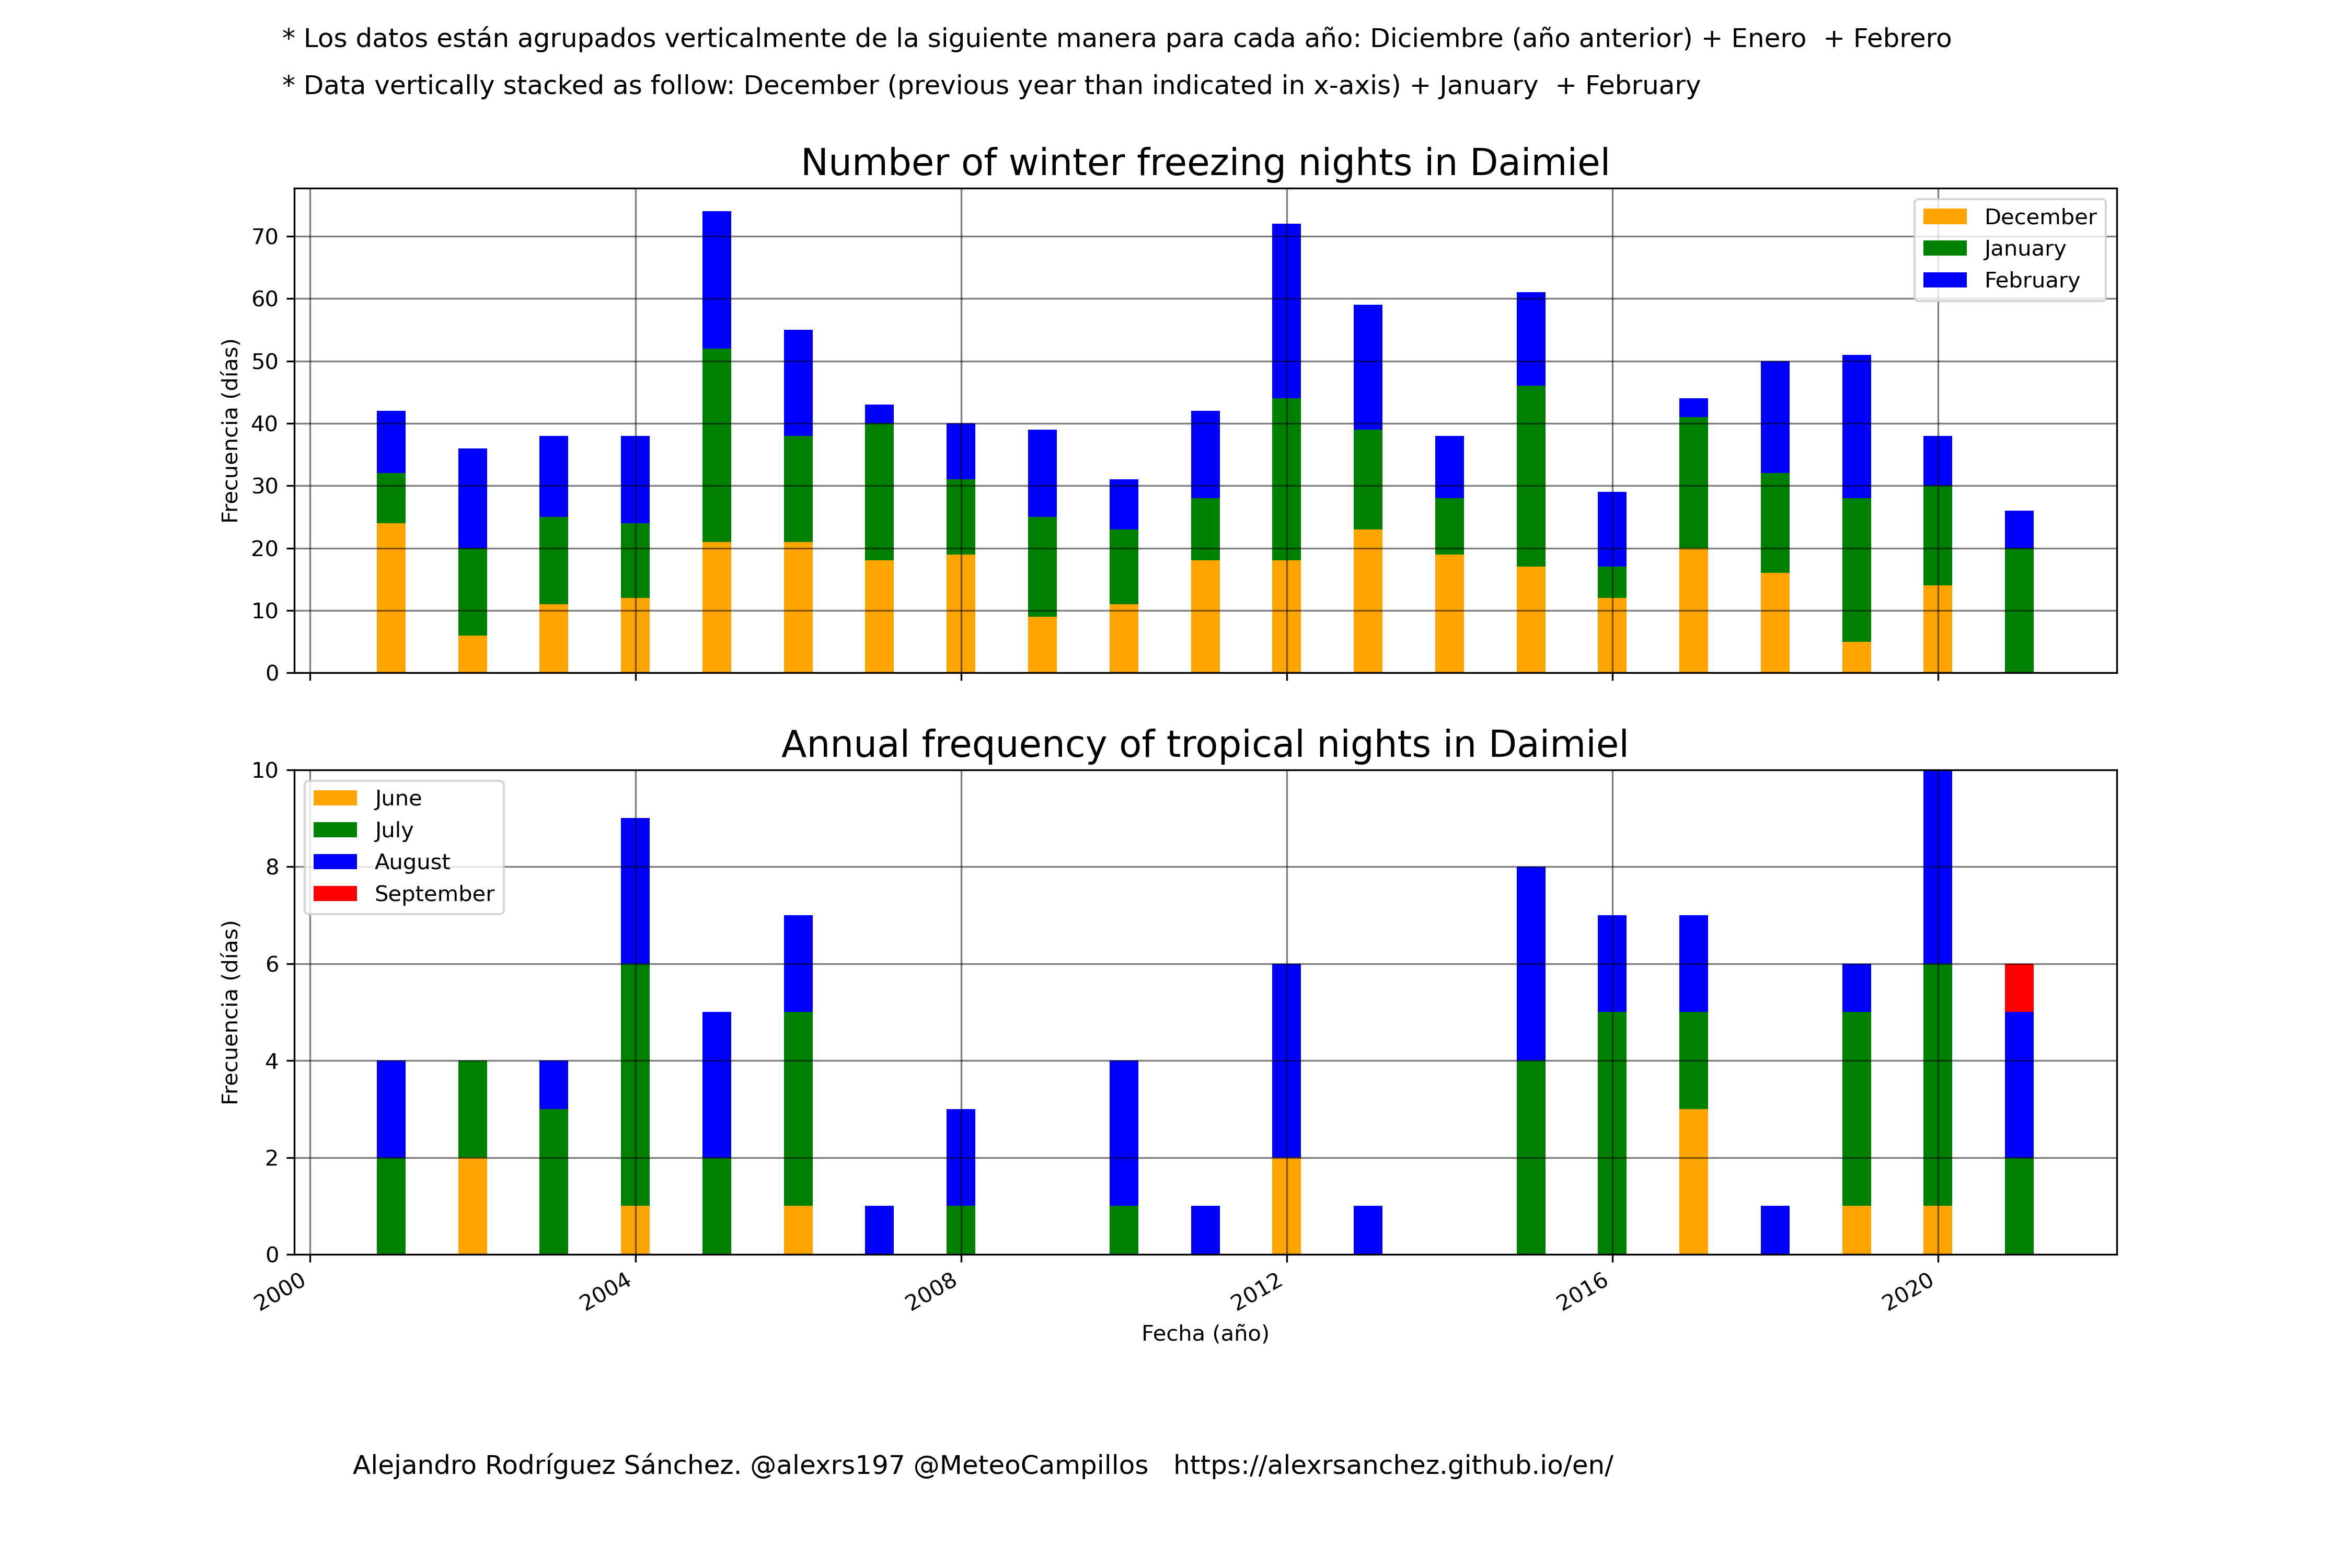 * Los datos están agrupados verticalmente de la siguiente manera para cada año: Diciembre (año anterior) + Enero  + Febrero
* Data vertically stacked as follow: December (previous year than indicated in x-axis) + January  + February
Number of winter freezing nights in Daimiel
Frecuencia (días)
70
60
50
40
30
20
10
0
December
January
February
Annual frequency of tropical nights in Daimiel
Frecuencia (días)
10
8
6
4
2
0
June
July
August
September
2000
2004
2008
2012
2016
2020
Fecha (año)
Alejandro Rodríguez Sánchez. @alexrs197 @MeteoCampillos   https://alexrsanchez.github.io/en/